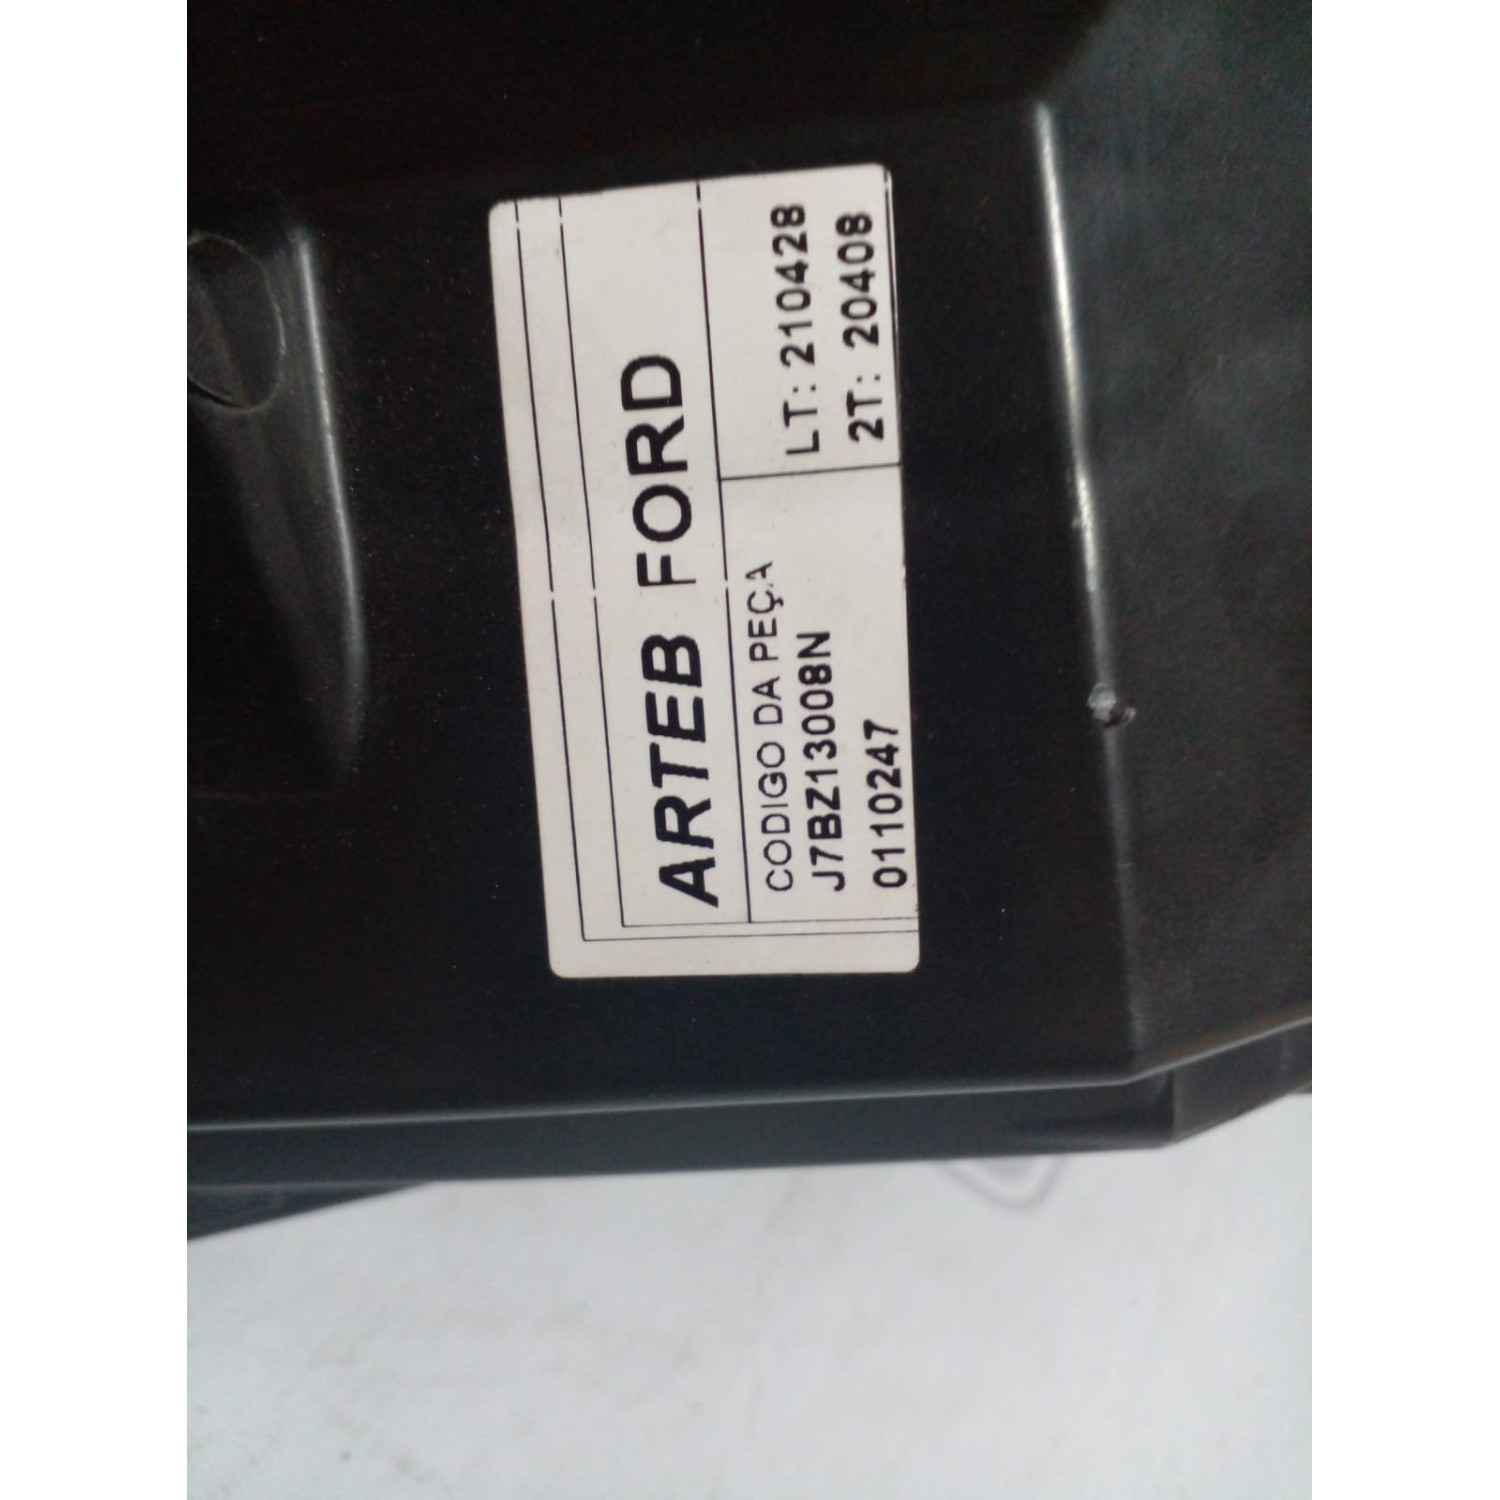 ARTEB FORD
CODIGO DA PEÇA
J7BZ13008N
0110247
LT: 210428
2T: 20408